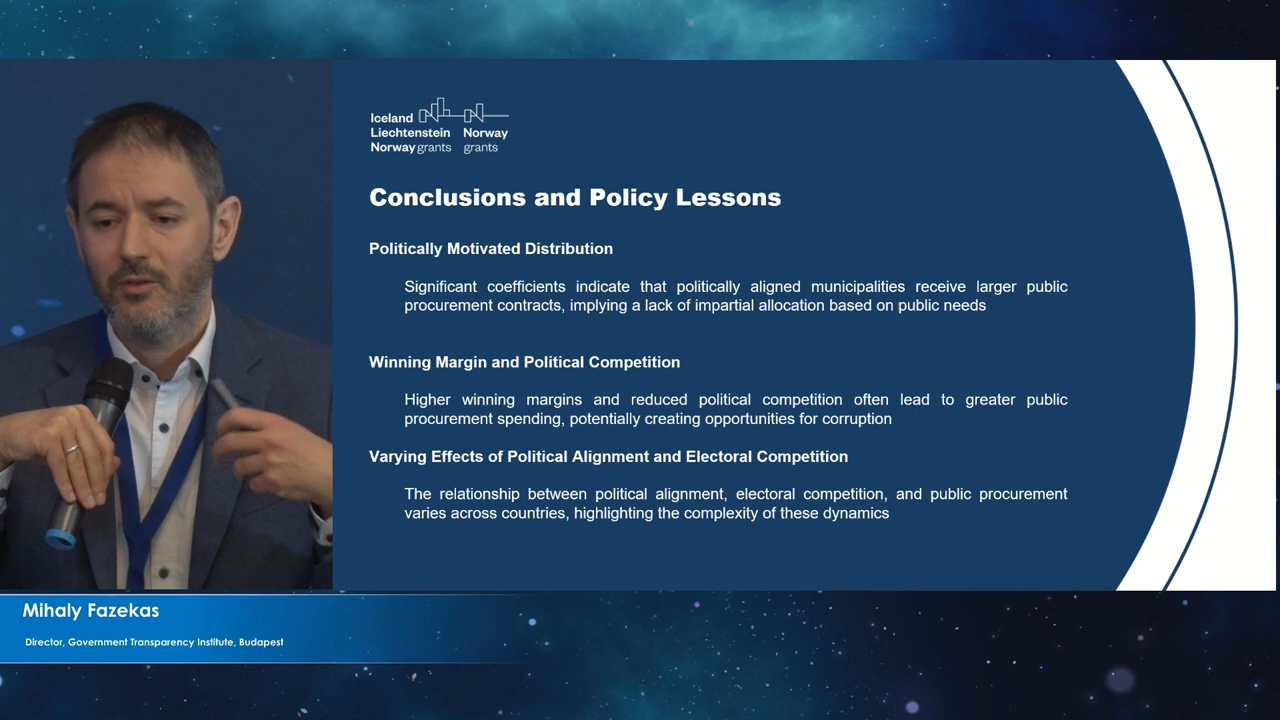 Iceland
Liechtenstein
Norway grants
Norway
grants
Conclusions and Policy Lessons
Politically Motivated Distribution
Significant coefficients indicate that politically aligned municipalities receive larger public
procurement contracts, implying a lack of impartial allocation based on public needs
Winning Margin and Political Competition
Higher winning margins and reduced political competition often lead to greater public
procurement spending, potentially creating opportunities for corruption
Varying Effects of Political Alignment and Electoral Competition
The relationship between political alignment, electoral competition, and public procurement
varies across countries, highlighting the complexity of these dynamics
Mihaly Fazekas
Director, Government Transparency Institute, Budapest